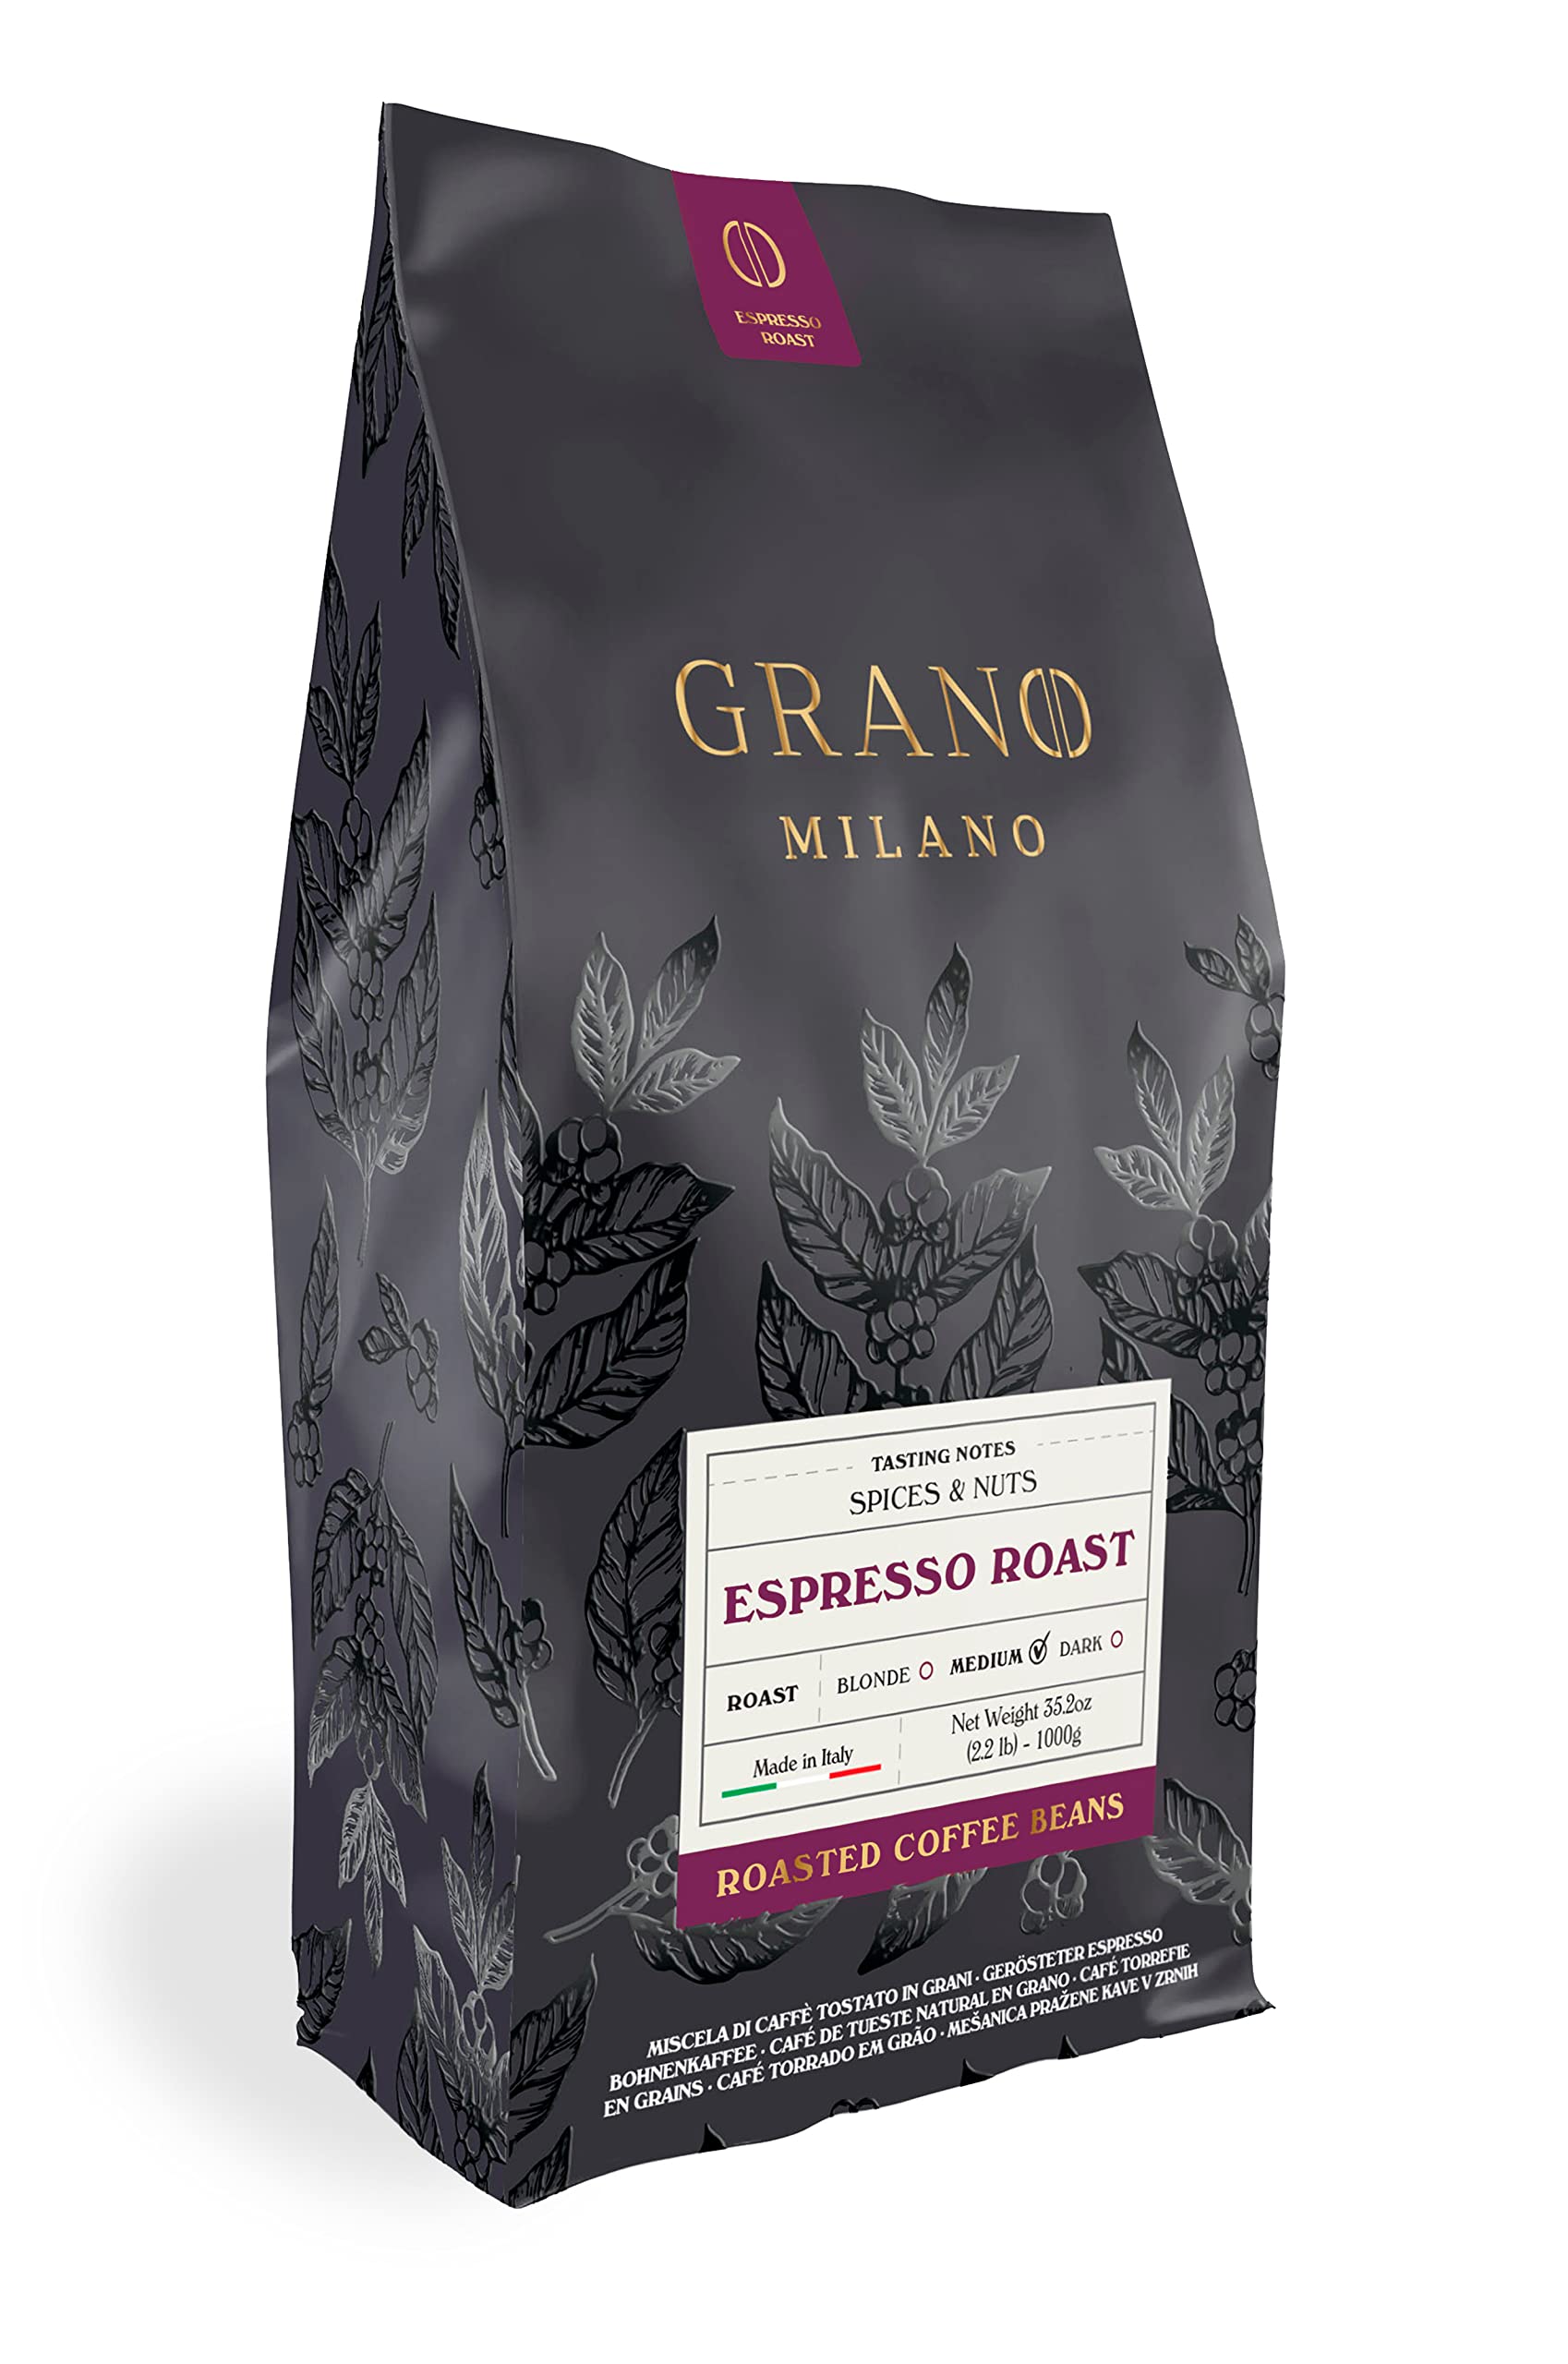 ESPRESSO
ROAST
GRANO
MILANO
TASTING NOTES
SPICES & NUTS
ESPRESSO ROAST
ROAST BLONDE MEDIUM DARK
Made in Italy
Net Weight 35.2oz
(2.2 lb) - 1000g
ROASTED COFFEE BEANS
MISCELA DI CAFFÈ TOSTATO IN GRANI · GERÖSTETER ESPRESSO
BOHNENKAFFEE · CAFÉ DE TUESTE NATURAL EN GRANO · CAFÉ TORREFIE
EN GRAINS · CAFÉ TORRADO EM GRÃO · MEŠANICA PRAŽENE KAVE V ZRNIH